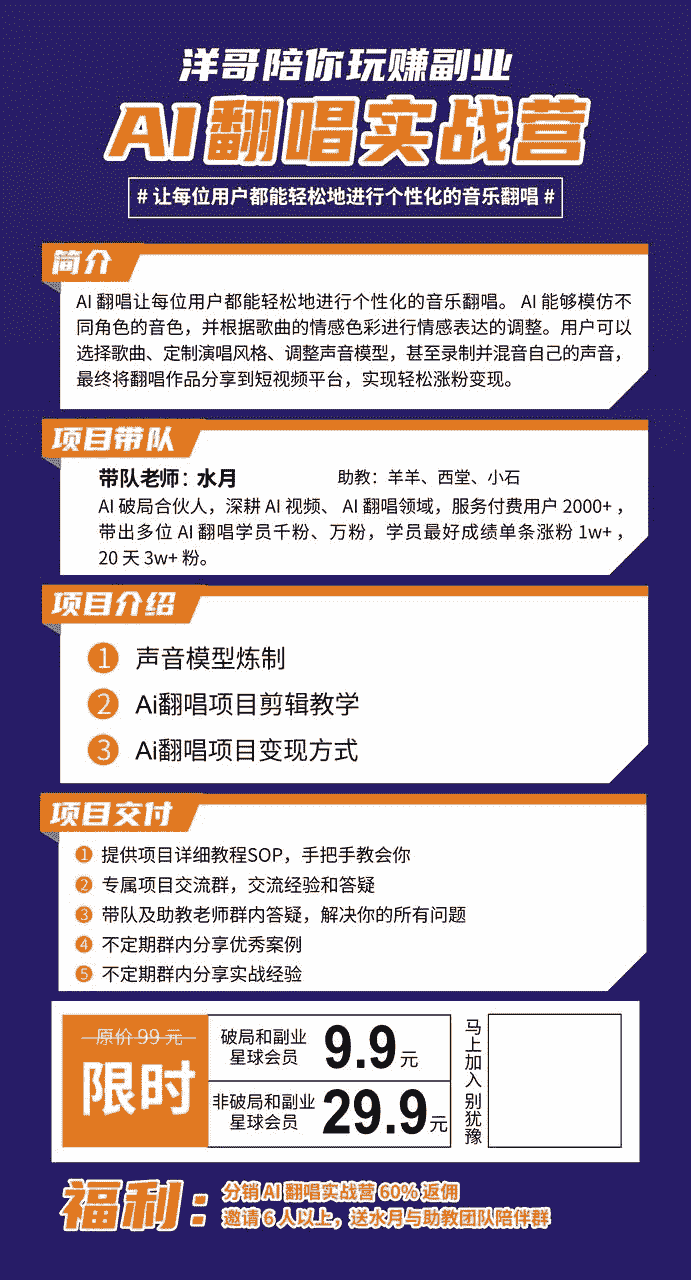 洋哥陪你玩赚副业
AI翻唱实战营
# 让每位用户都能轻松地进行个性化的音乐翻唱 #
简介
AI 翻唱让每位用户都能轻松地进行个性化的音乐翻唱。 AI 能够模仿不
同角色的音色，并根据歌曲的情感色彩进行情感表达的调整。用户可以
选择歌曲、定制演唱风格、调整声音模型，甚至录制并混音自己的声音，
最终将翻唱作品分享到短视频平台，实现轻松涨粉变现。
项目带队
带队老师：水月
助教：羊羊、西堂、小石
AI 破局合伙人，深耕 AI 视频、 AI 翻唱领域，服务付费用户 2000+，
带出多位 AI 翻唱学员千粉、万粉，学员最好成绩单条涨粉 1w+，
20 天 3w+ 粉。
项目介绍
1 声音模型炼制
2 Ai翻唱项目剪辑教学
3 Ai翻唱项目变现方式
项目交付
1 提供项目详细教程SOP，手把手教会你
2 专属项目交流群，交流经验和答疑
3 带队及助教老师群内答疑，解决你的所有问题
4 不定期群内分享优秀案例
5 不定期群内分享实战经验
原价 99 元
限时
破局和副业
星球会员
9.9元
非破局和副业
星球会员
29.9元
马上加入 别犹豫
福利：
分销 AI 翻唱实战营 60% 返佣
邀请 6 人以上，送水月与助教团队陪伴群